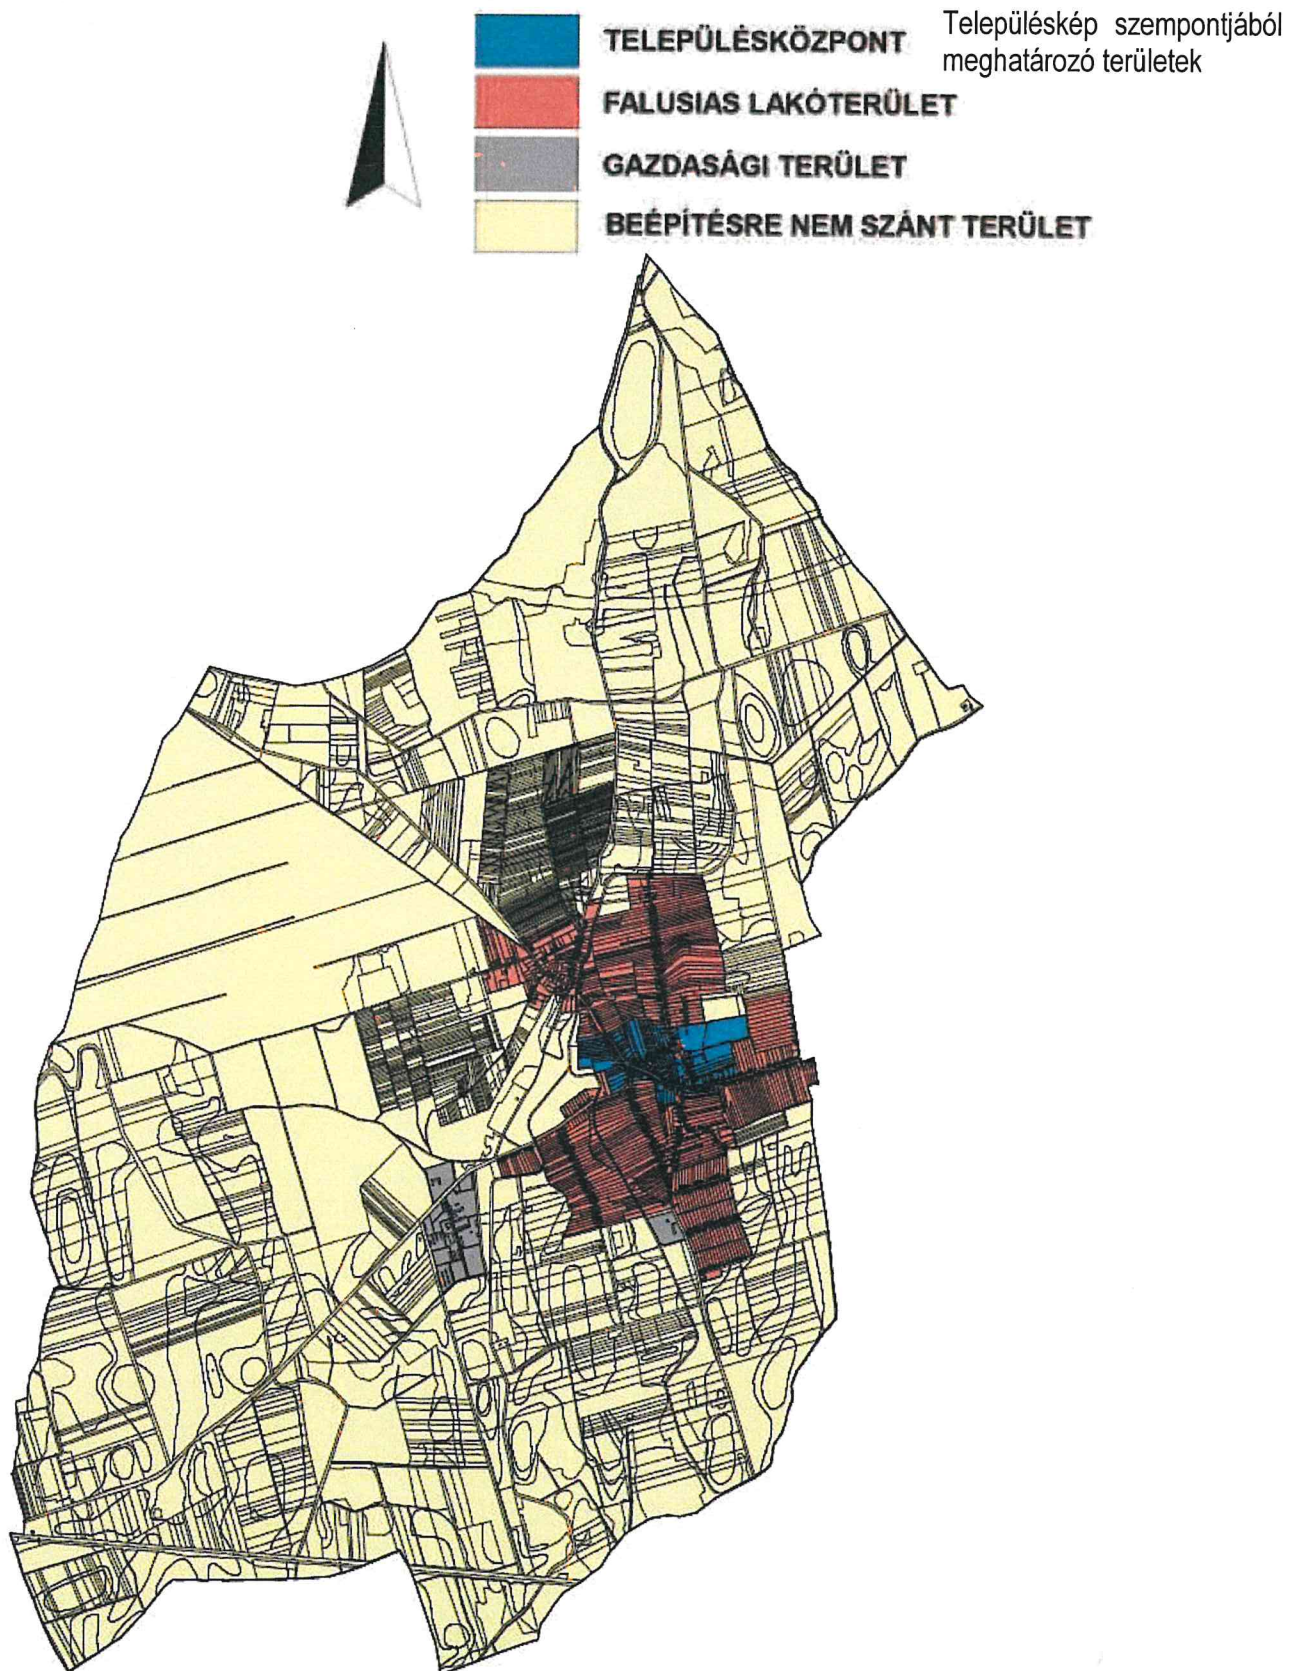 TELEPÜLÉSKÖZPONT
FALUSIAS LAKÓTERÜLET
GAZDASÁGI TERÜLET
BEÉPÍTÉSRE NEM SZÁNT TERÜLET
Településkép szempontjából
meghatározó területek